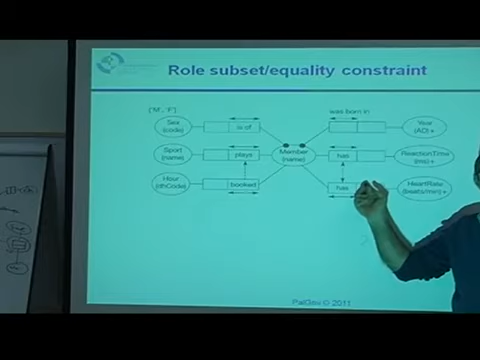 Role subset/equality constraint
{'M', 'F'}
was born in
Sex
(code)
is of
Year
(AD) +
Sport
(name)
plays
Member
(name)
has
ReactionTime
(ms) +
Hour
(dhCode)
booked
has
HeartRate
(beats/min) +
PalGov © 2011